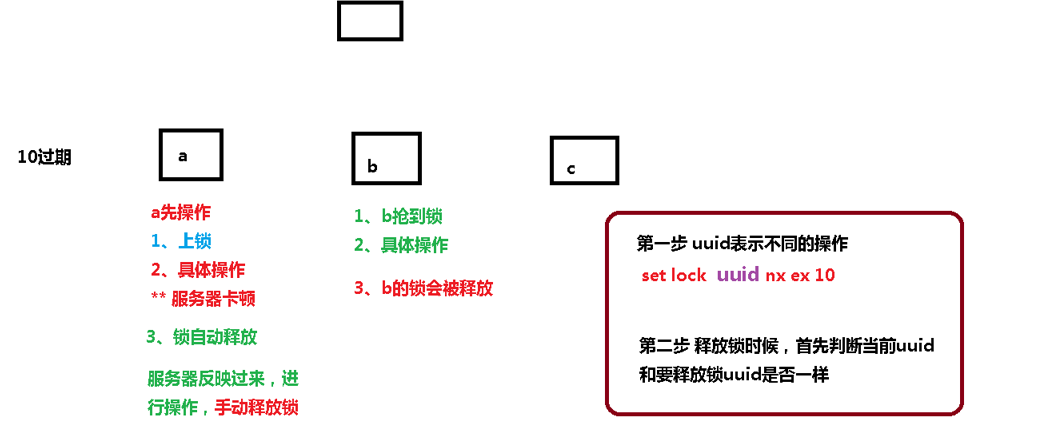 10过期
a
b
c
a先操作
1、上锁
2、具体操作
** 服务器卡顿
3、锁自动释放
服务器反映过来，进
行操作，手动释放锁
1、b抢到锁
2、具体操作
3、b的锁会被释放
第一步 uuid表示不同的操作
set lock uuid nx ex 10
第二步 释放锁时候，首先判断当前uuid
和要释放锁uuid是否一样